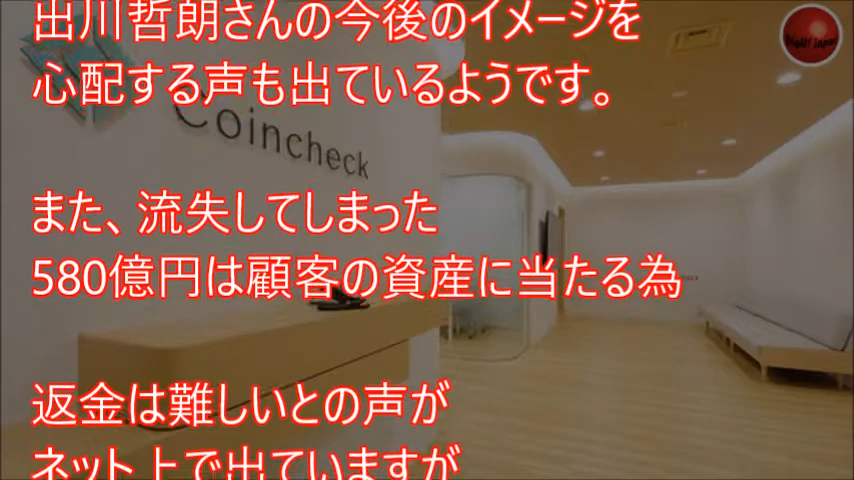 出川哲朗さんの今後のイメージを
心配する声も出ているようです。
Coincheck
また、流失してしまった
580億円は顧客の資産に当たる為
返金は難しいとの声が
ネット上で出ていますが